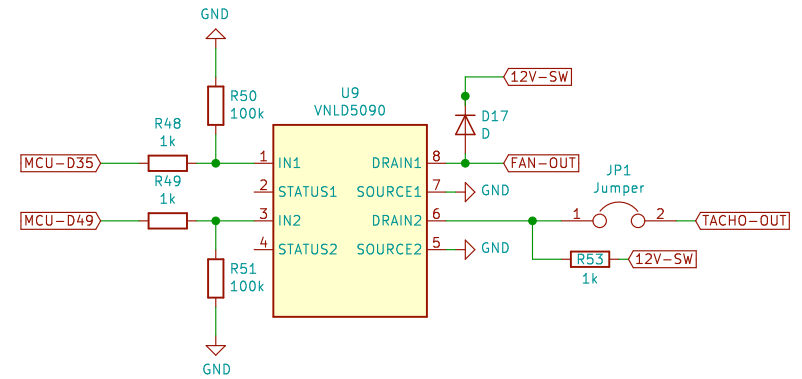 GND
12V-SW
U9
VNLD5090
R50
100k
D17
D
R48
1k
MCU-D35
1
IN1
DRAIN1
8
FAN-OUT
JP1
Jumper
R49
1k
2
STATUS1
SOURCE1
7
GND
MCU-D49
3
IN2
DRAIN2
6
1
2
TACHO-OUT
4
STATUS2
SOURCE2
5
GND
R51
100k
R53
1k
12V-SW
GND